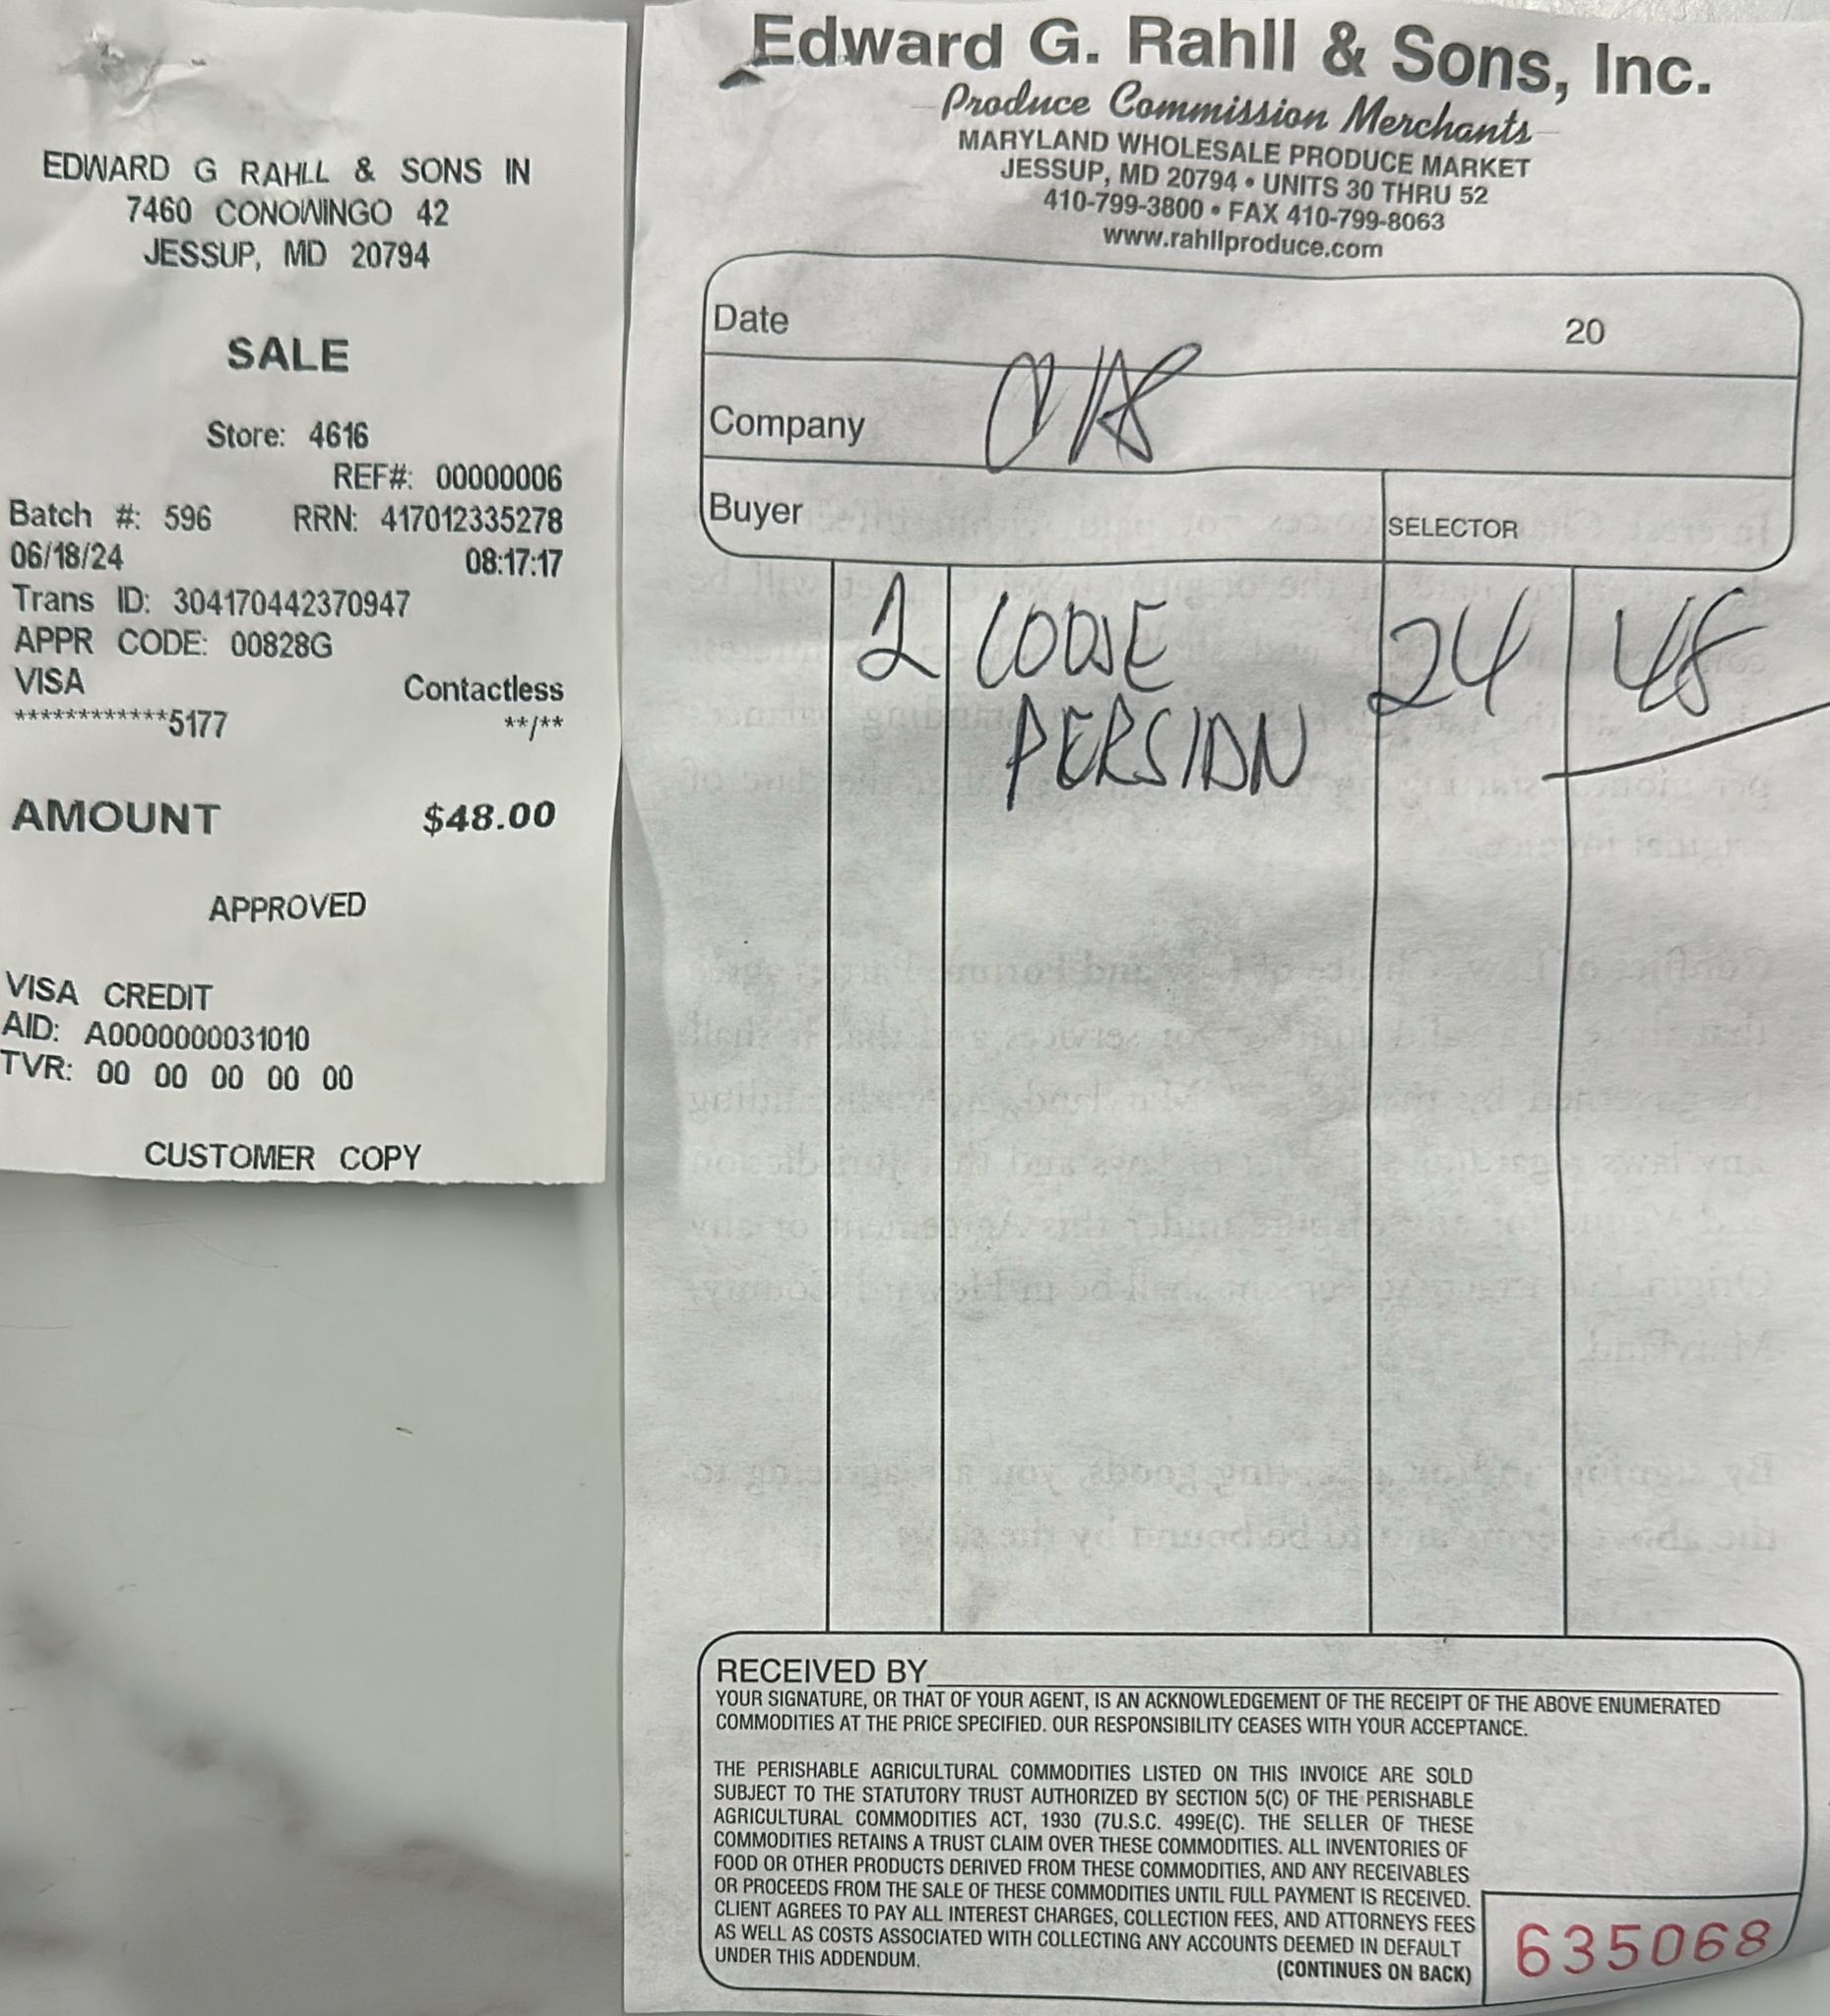 EDWARD G RAHLL & SONS IN
7460 CONOWINGO 42
JESSUP, MD 20794
SALE
Store: 4616
REF#: 00000006
Batch #: 596 RRN: 417012335278
06/18/24 08:17:17
Trans ID: 304170442370947
APPR CODE: 00828G
VISA Contactless
************5177 **/**
AMOUNT $48.00
APPROVED
VISA CREDIT
AID: A0000000031010
TVR: 00 00 00 00 00
CUSTOMER COPY
Edward G. Rahll & Sons, Inc.
Produce Commission Merchants
MARYLAND WHOLESALE PRODUCE MARKET
JESSUP, MD 20794 • UNITS 30 THRU 52
410-799-3800 • FAX 410-799-8063
www.rahllproduce.com
Date 20
Company
Buyer SELECTOR
2 LOOSE 24 48
PERSIAN
RECEIVED BY
YOUR SIGNATURE, OR THAT OF YOUR AGENT, IS AN ACKNOWLEDGEMENT OF THE RECEIPT OF THE ABOVE ENUMERATED
COMMODITIES AT THE PRICE SPECIFIED. OUR RESPONSIBILITY CEASES WITH YOUR ACCEPTANCE.
THE PERISHABLE AGRICULTURAL COMMODITIES LISTED ON THIS INVOICE ARE SOLD
SUBJECT TO THE STATUTORY TRUST AUTHORIZED BY SECTION 5(C) OF THE PERISHABLE
AGRICULTURAL COMMODITIES ACT, 1930 (7U.S.C. 499E(C). THE SELLER OF THESE
COMMODITIES RETAINS A TRUST CLAIM OVER THESE COMMODITIES. ALL INVENTORIES OF
FOOD OR OTHER PRODUCTS DERIVED FROM THESE COMMODITIES, AND ANY RECEIVABLES
OR PROCEEDS FROM THE SALE OF THESE COMMODITIES UNTIL FULL PAYMENT IS RECEIVED.
CLIENT AGREES TO PAY ALL INTEREST CHARGES, COLLECTION FEES, AND ATTORNEYS FEES
AS WELL AS COSTS ASSOCIATED WITH COLLECTING ANY ACCOUNTS DEEMED IN DEFAULT
UNDER THIS ADDENDUM. (CONTINUES ON BACK)
635068